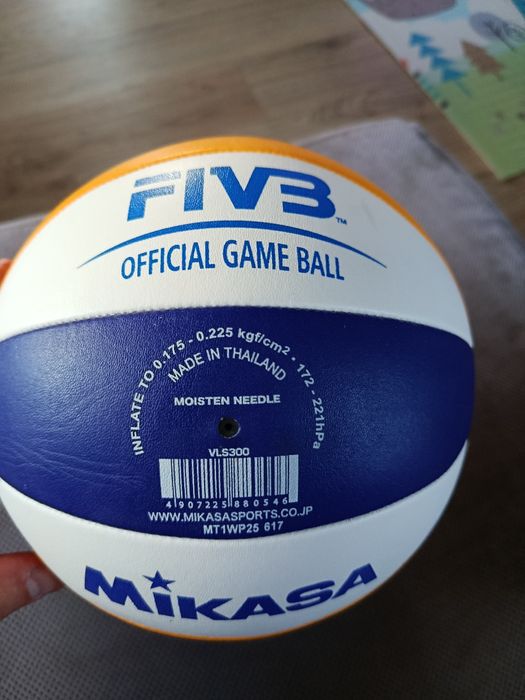 FIVB™
OFFICIAL GAME BALL
INFLATE TO 0.175 - 0.225 kgf/cm² · 172 - 221hPa
MADE IN THAILAND
MOISTEN NEEDLE
VLS300
4 907225 880546
WWW.MIKASASPORTS.CO.JP
MT1WP25 617
MIKASA